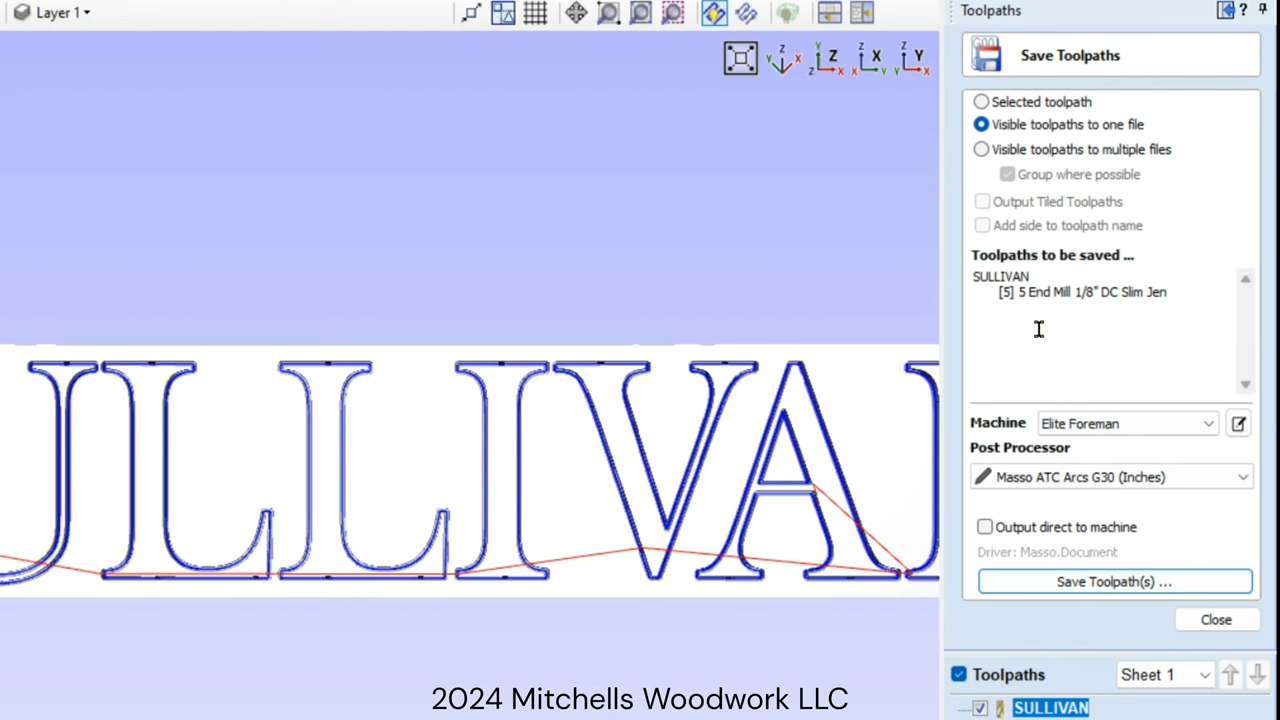 Layer 1
Z
Y
X
Y
Z
Z
X
Z
X
X
Y
Z
Y
Y
X
Toolpaths
?
Save Toolpaths
Selected toolpath
Visible toolpaths to one file
Visible toolpaths to multiple files
Group where possible
Output Tiled Toolpaths
Add side to toolpath name
Toolpaths to be saved ...
SULLIVAN
[5] 5 End Mill 1/8" DC Slim Jen
ULLIVA
Machine
Elite Foreman
Post Processor
Masso ATC Arcs G30 (Inches)
Output direct to machine
Driver: Masso.Document
Save Toolpath(s) ...
Close
Toolpaths
Sheet 1
SULLIVAN
2024 Mitchells Woodwork LLC